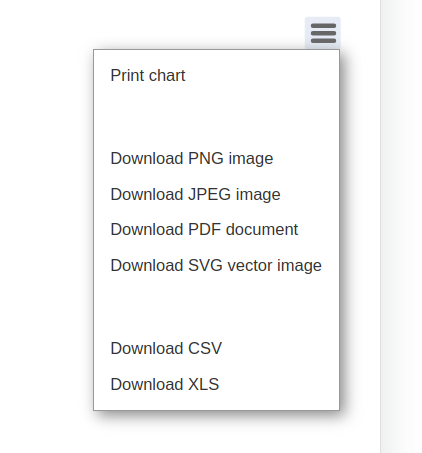 Print chart
Download PNG image
Download JPEG image
Download PDF document
Download SVG vector image
Download CSV
Download XLS